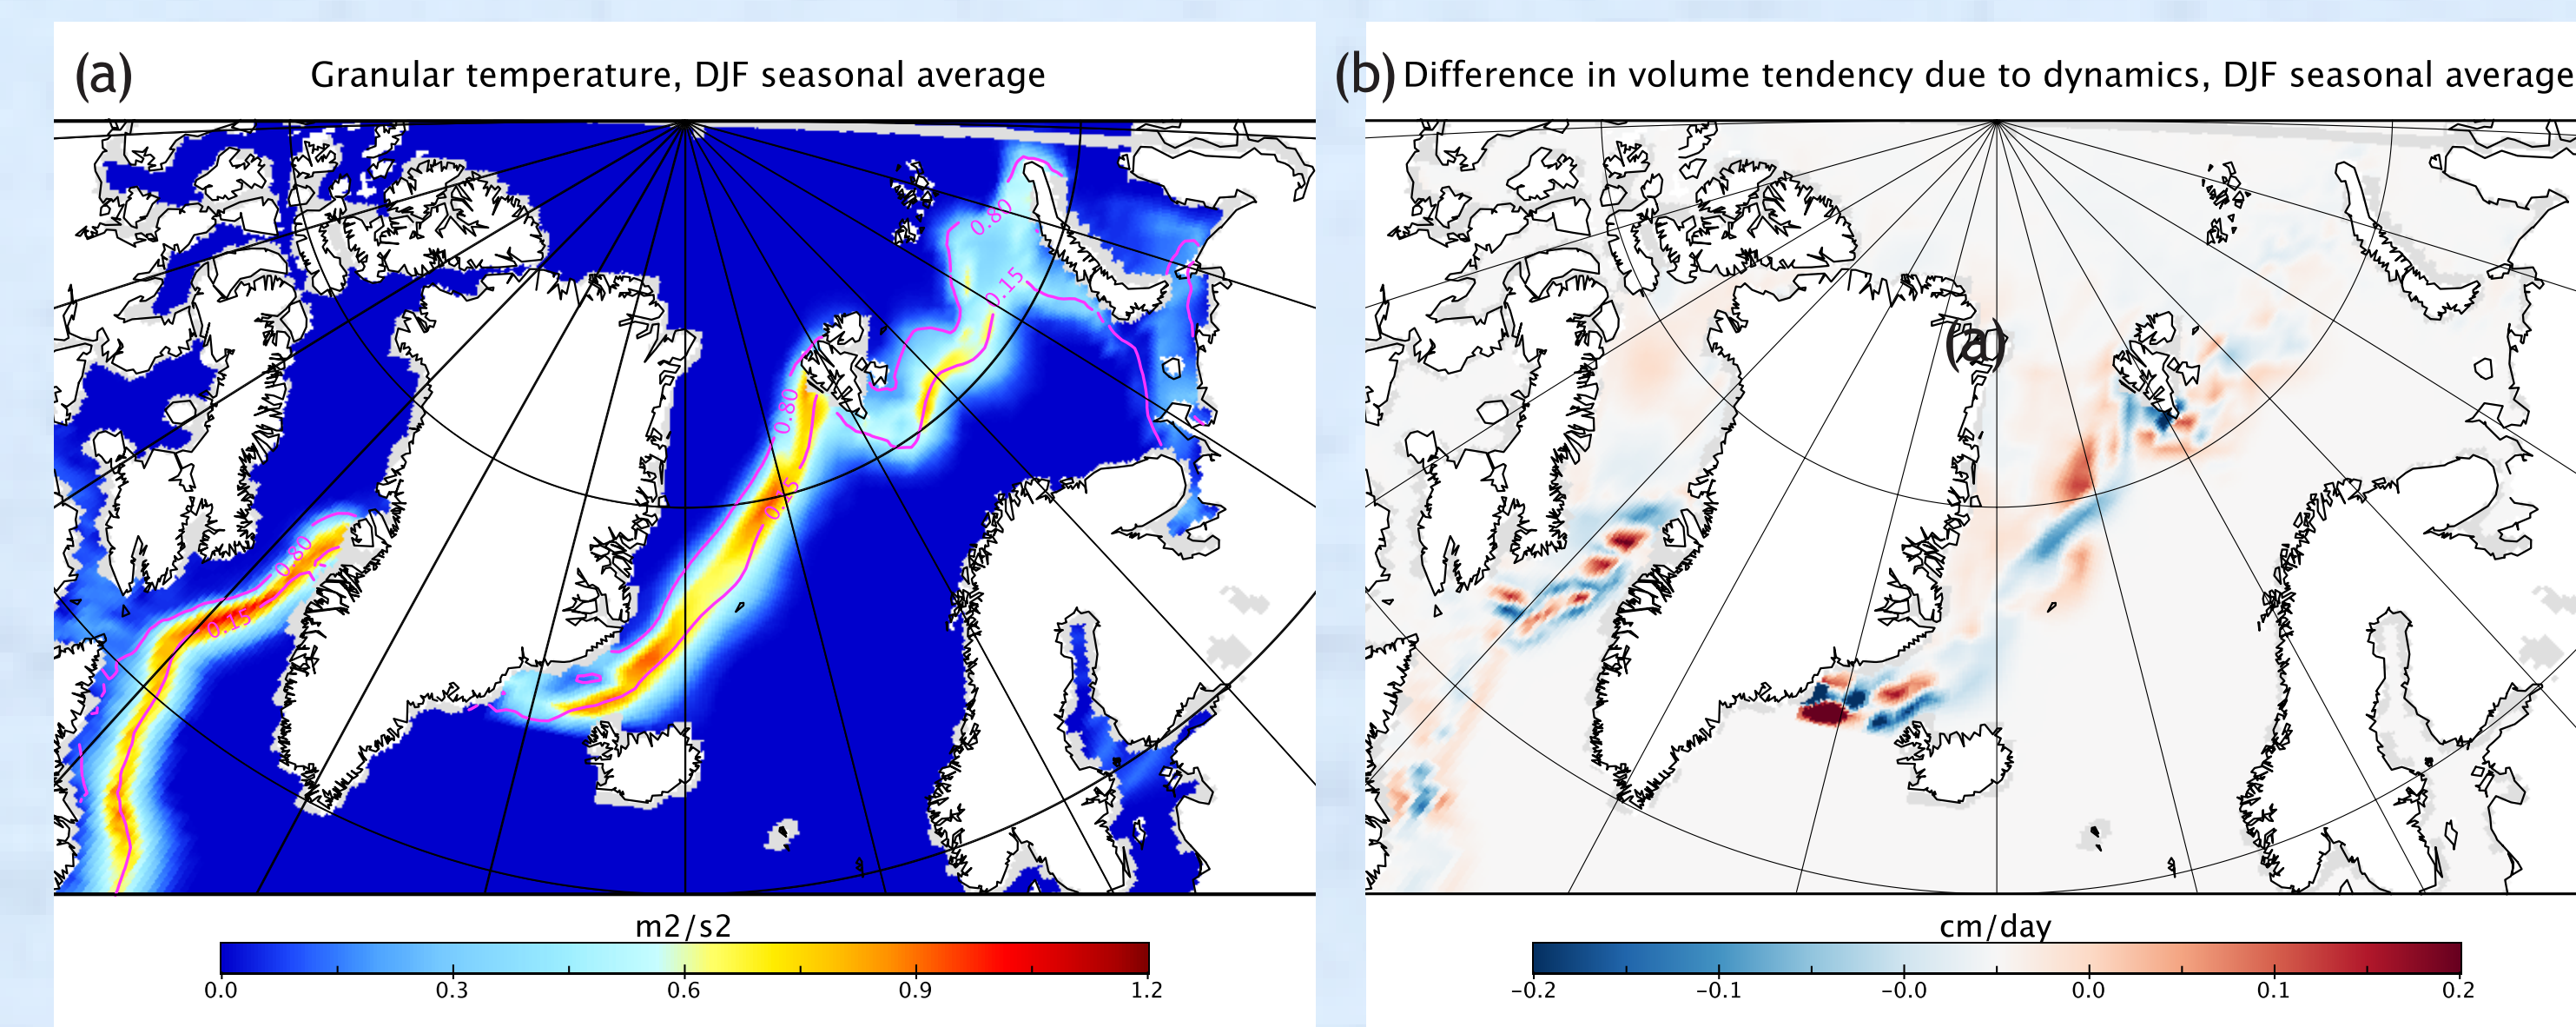 (a)
Granular temperature, DJF seasonal average
0.80
0.15
0.80
0.15
0.80
0.15
m2/s2
0.0 0.3 0.6 0.9 1.2
(b) Difference in volume tendency due to dynamics, DJF seasonal average
cm/day
−0.2 −0.1 −0.0 0.0 0.1 0.2